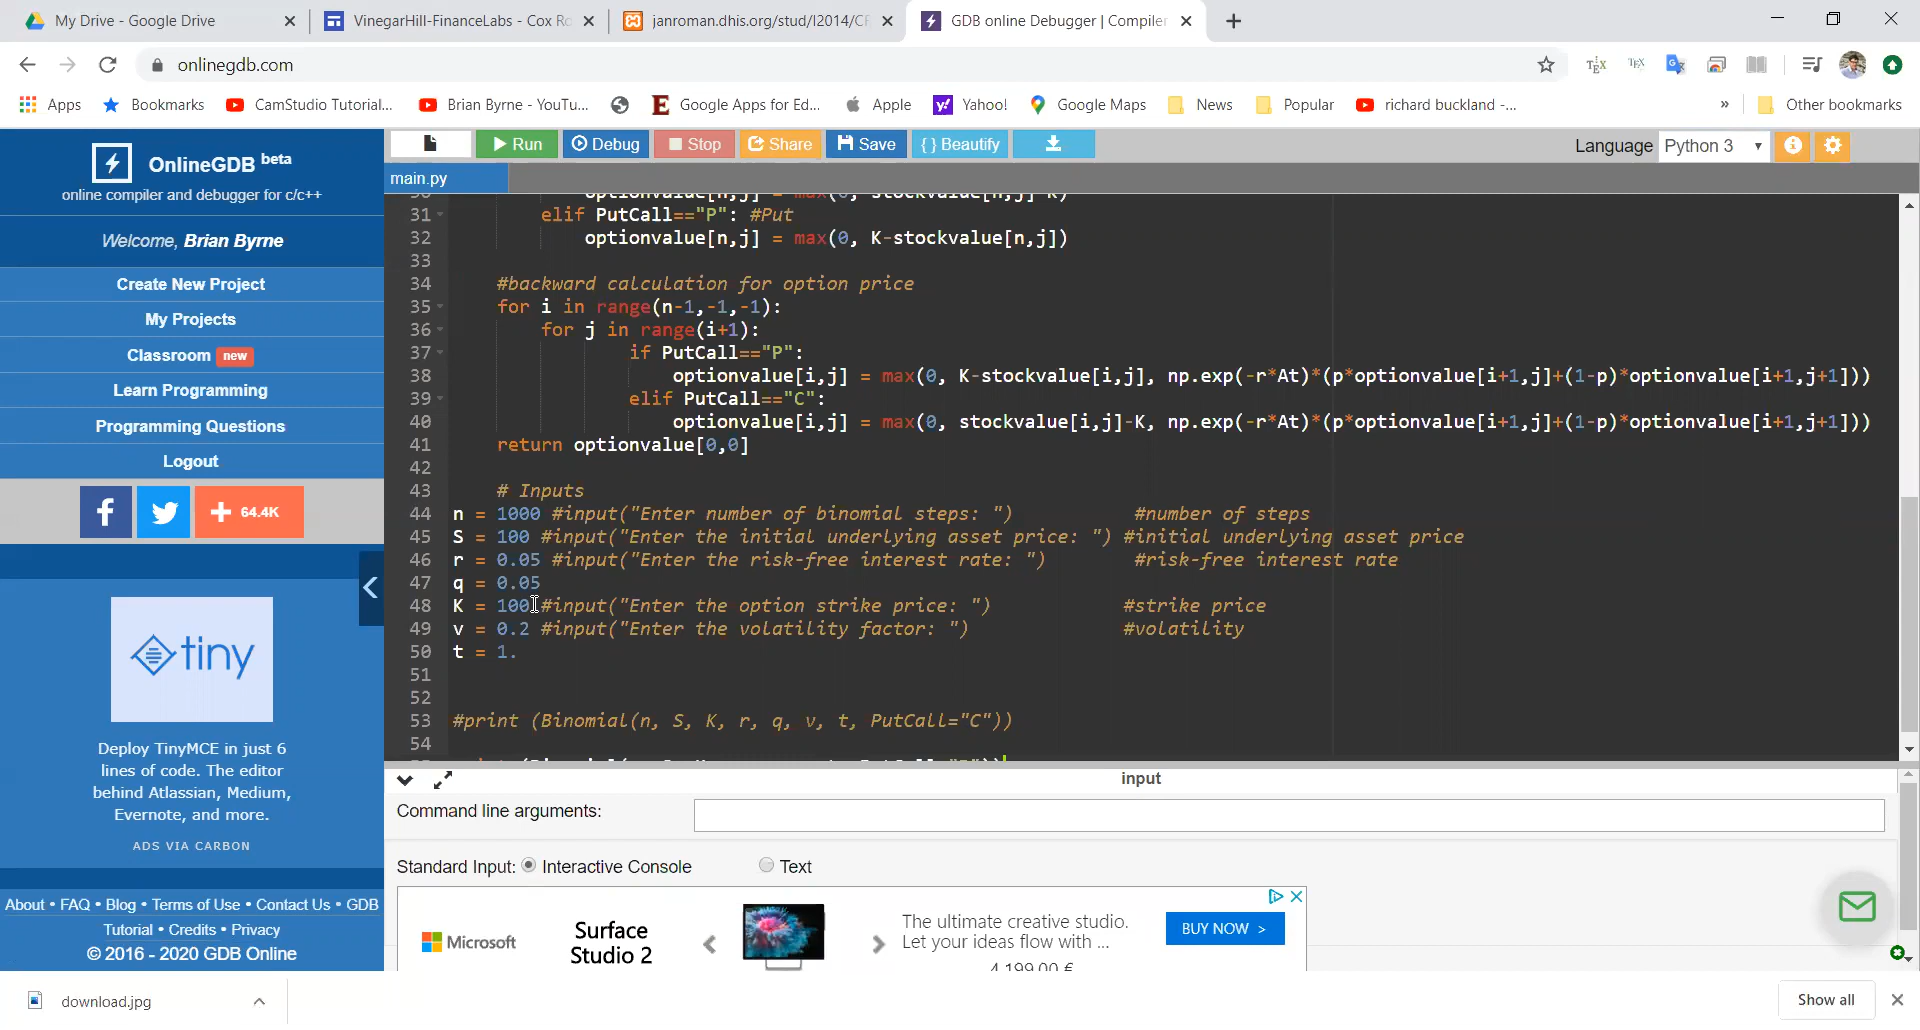 My Drive - Google Drive
VinegarHill-FinanceLabs - Cox Ro
janroman.dhis.org/stud/I2014/CR
GDB online Debugger | Compiler
onlinegdb.com
Apps
Bookmarks
CamStudio Tutorial...
Brian Byrne - YouTu...
Google Apps for Ed...
Apple
Yahoo!
Google Maps
News
Popular
richard buckland -...
»
Other bookmarks
OnlineGDB beta
online compiler and debugger for c/c++
Welcome, Brian Byrne
Create New Project
My Projects
Classroom new
Learn Programming
Programming Questions
Logout
+ 64.4K
tiny
Deploy TinyMCE in just 6
lines of code. The editor
behind Atlassian, Medium,
Evernote, and more.
ADS VIA CARBON
About • FAQ • Blog • Terms of Use • Contact Us • GDB
Tutorial • Credits • Privacy
© 2016 - 2020 GDB Online
Run Debug Stop Share Save { } Beautify
Language Python 3
main.py
31 elif PutCall=="P": #Put
32 optionvalue[n,j] = max(0, K-stockvalue[n,j])
33
34 #backward calculation for option price
35 for i in range(n-1,-1,-1):
36 for j in range(i+1):
37 if PutCall=="P":
38 optionvalue[i,j] = max(0, K-stockvalue[i,j], np.exp(-r*At)*(p*optionvalue[i+1,j]+(1-p)*optionvalue[i+1,j+1]))
39 elif PutCall=="C":
40 optionvalue[i,j] = max(0, stockvalue[i,j]-K, np.exp(-r*At)*(p*optionvalue[i+1,j]+(1-p)*optionvalue[i+1,j+1]))
41 return optionvalue[0,0]
42
43 # Inputs
44 n = 1000 #input("Enter number of binomial steps: ") #number of steps
45 S = 100 #input("Enter the initial underlying asset price: ") #initial underlying asset price
46 r = 0.05 #input("Enter the risk-free interest rate: ") #risk-free interest rate
47 q = 0.05
48 K = 100 #input("Enter the option strike price: ") #strike price
49 v = 0.2 #input("Enter the volatility factor: ") #volatility
50 t = 1.
51
52
53 #print (Binomial(n, S, K, r, q, v, t, PutCall="C"))
54
input
Command line arguments:
Standard Input: Interactive Console Text
Microsoft
Surface
Studio 2
The ultimate creative studio.
Let your ideas flow with ...
4.199,00 €
BUY NOW >
download.jpg
Show all